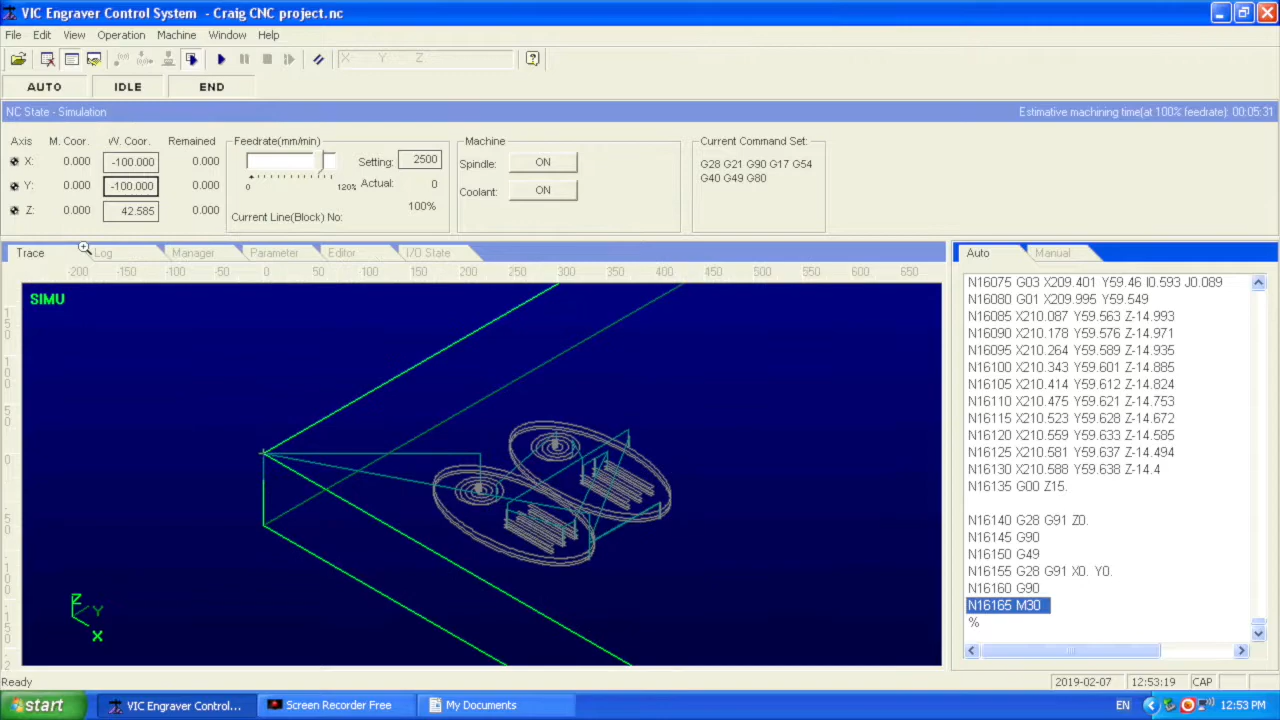 VIC Engraver Control System - Craig CNC project.nc
File Edit View Operation Machine Window Help
X Y Z
AUTO IDLE END
NC State - Simulation
Estimative machining time(at 100% feedrate): 00:05:31
Axis M. Coor. W. Coor. Remained
X: 0.000 -100.000 0.000
Y: 0.000 -100.000 0.000
Z: 0.000 42.585 0.000
Feedrate(mm/min)
Setting: 2500
0 120% Actual: 0
100%
Current Line(Block) No:
Machine
Spindle: ON
Coolant: ON
Current Command Set:
G28 G21 G90 G17 G54
G40 G49 G80
Trace Log Manager Parameter Editor I/O State
-200 -150 -100 -50 0 50 100 150 200 250 300 350 400 450 500 550 600 650
150
100
50
0
SIMU
Z
Y
X
Auto Manual
N16075 G03 X209.401 Y59.46 I0.593 J0.089
N16080 G01 X209.995 Y59.549
N16085 X210.087 Y59.563 Z-14.993
N16090 X210.178 Y59.576 Z-14.971
N16095 X210.264 Y59.589 Z-14.935
N16100 X210.343 Y59.601 Z-14.885
N16105 X210.414 Y59.612 Z-14.824
N16110 X210.475 Y59.621 Z-14.753
N16115 X210.523 Y59.628 Z-14.672
N16120 X210.559 Y59.633 Z-14.585
N16125 X210.581 Y59.637 Z-14.494
N16130 X210.588 Y59.638 Z-14.4
N16135 G00 Z15.
N16140 G28 G91 Z0.
N16145 G90
N16150 G49
N16155 G28 G91 X0. Y0.
N16160 G90
N16165 M30
%
Ready
2019-02-07 12:53:19 CAP
start VIC Engraver Control... Screen Recorder Free My Documents EN 12:53 PM